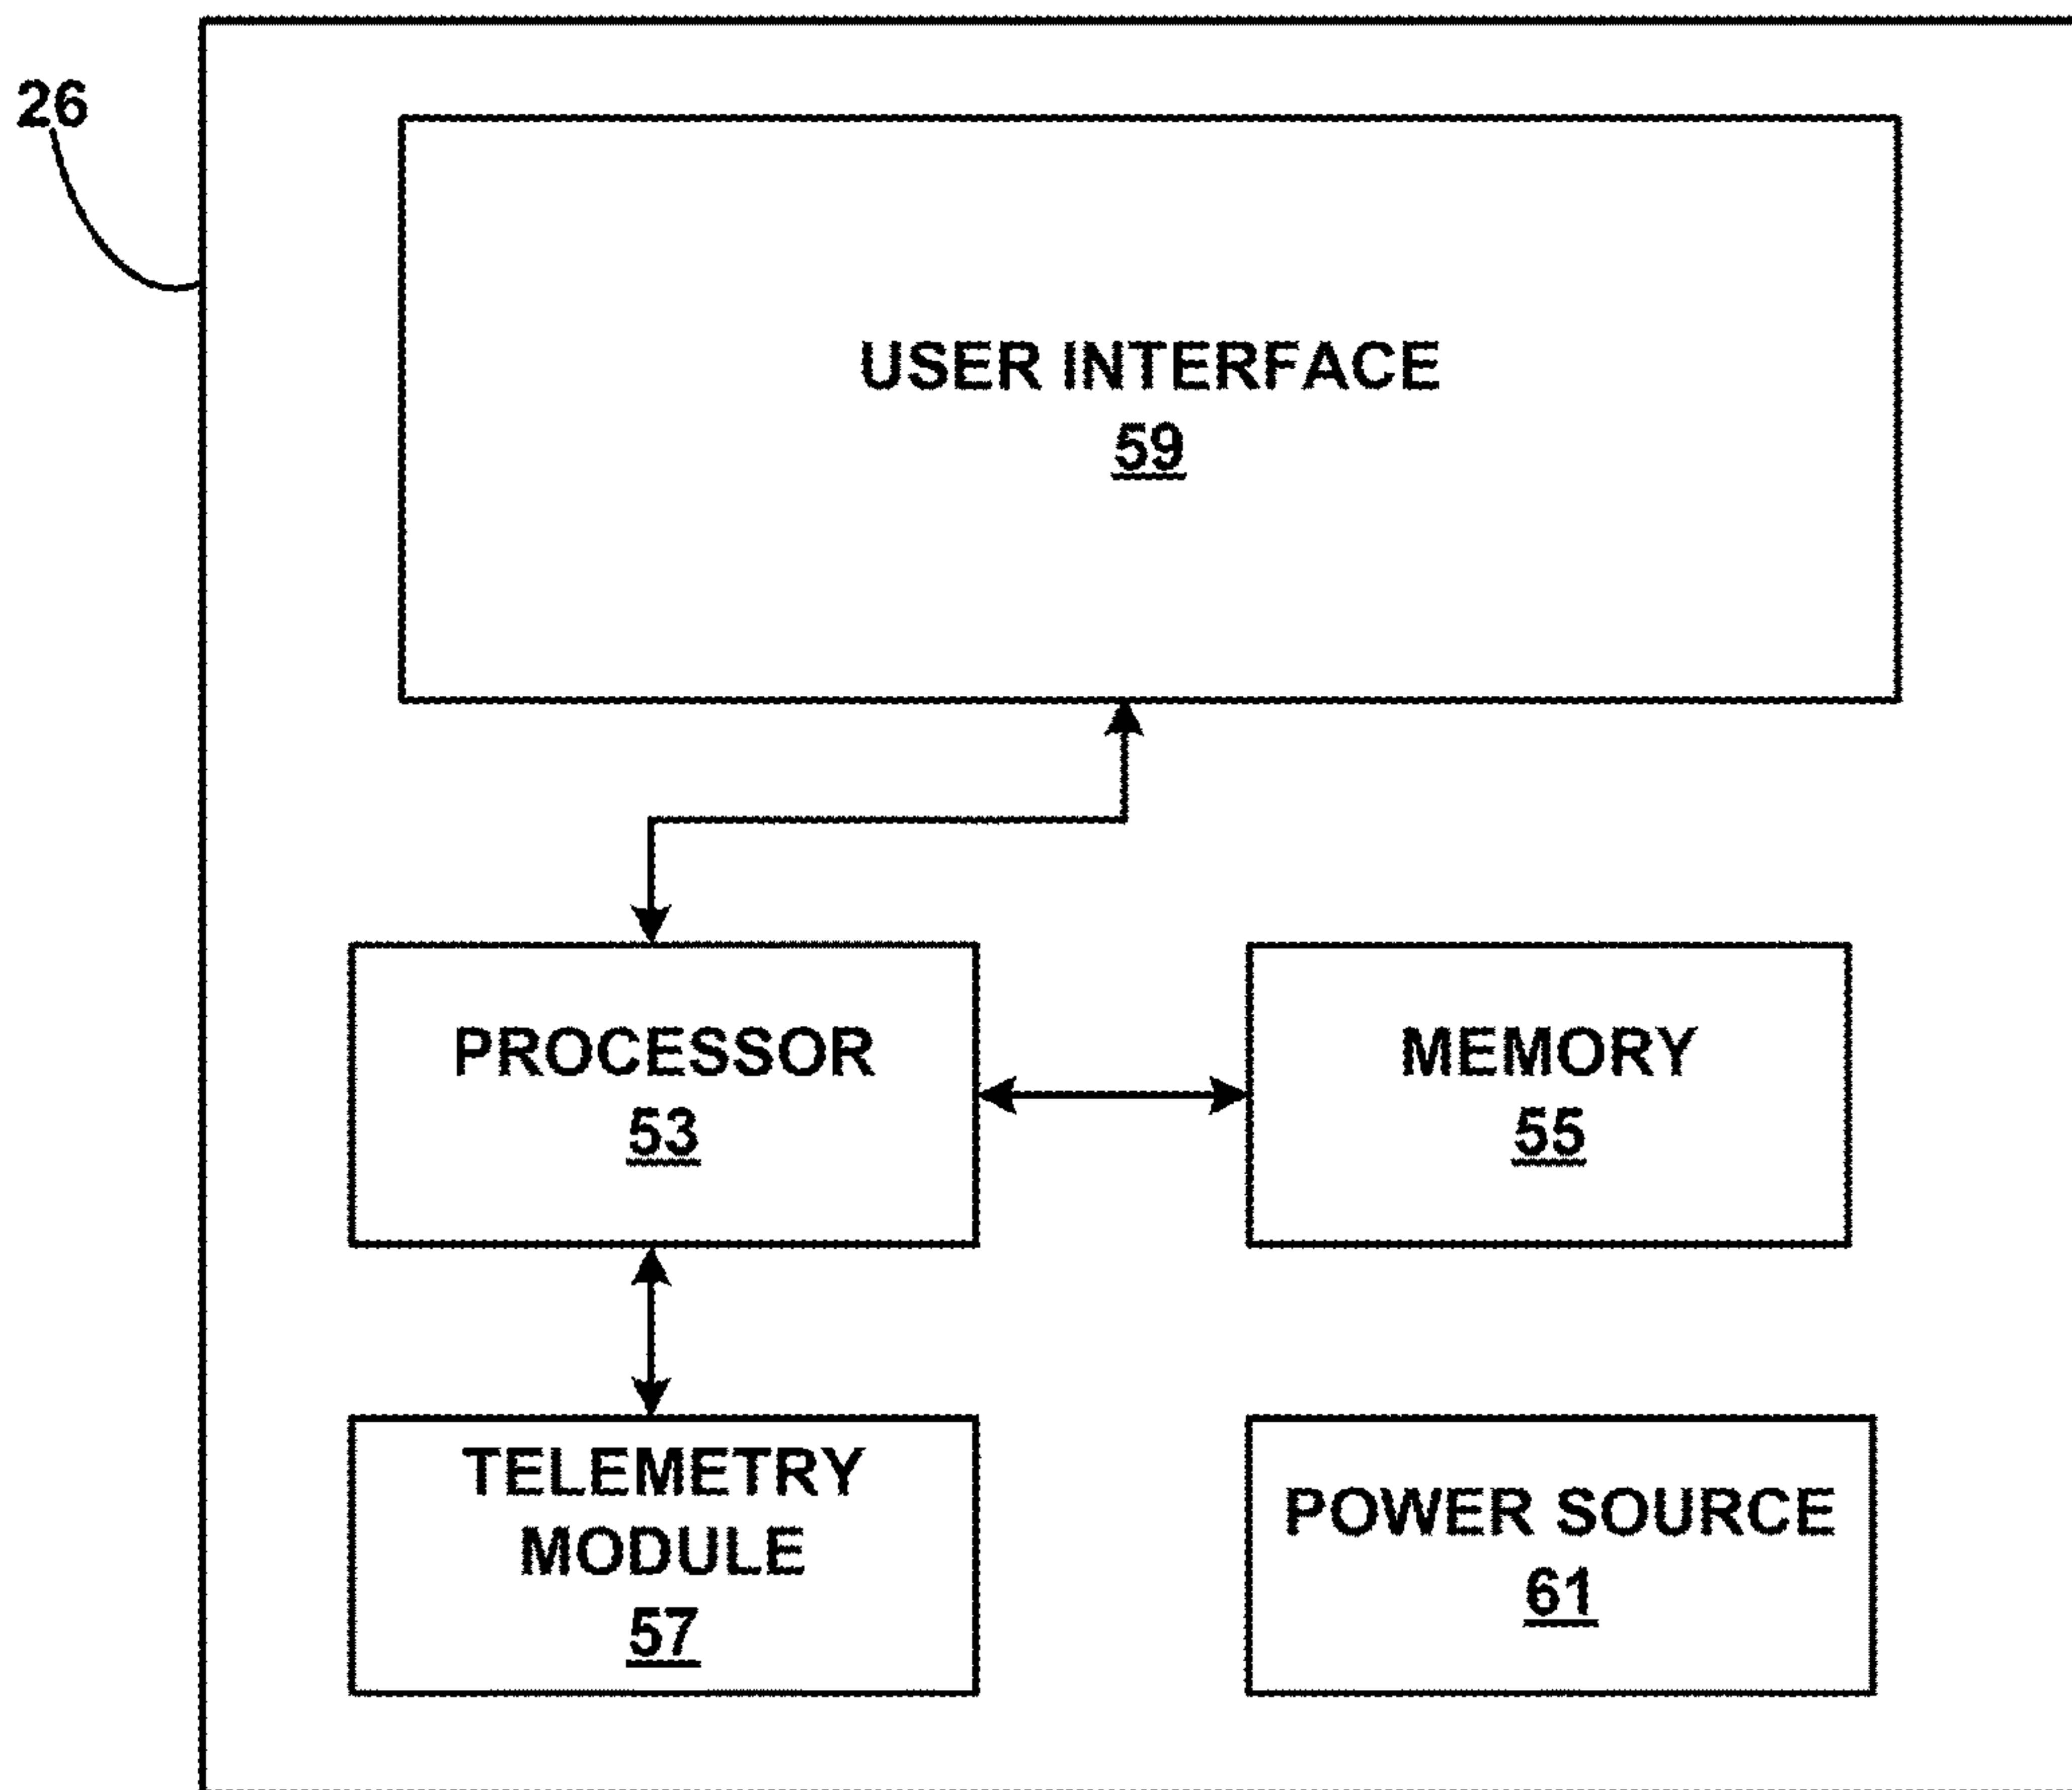 26
USER INTERFACE
59
PROCESSOR
53
MEMORY
55
TELEMETRY
MODULE
57
POWER SOURCE
61